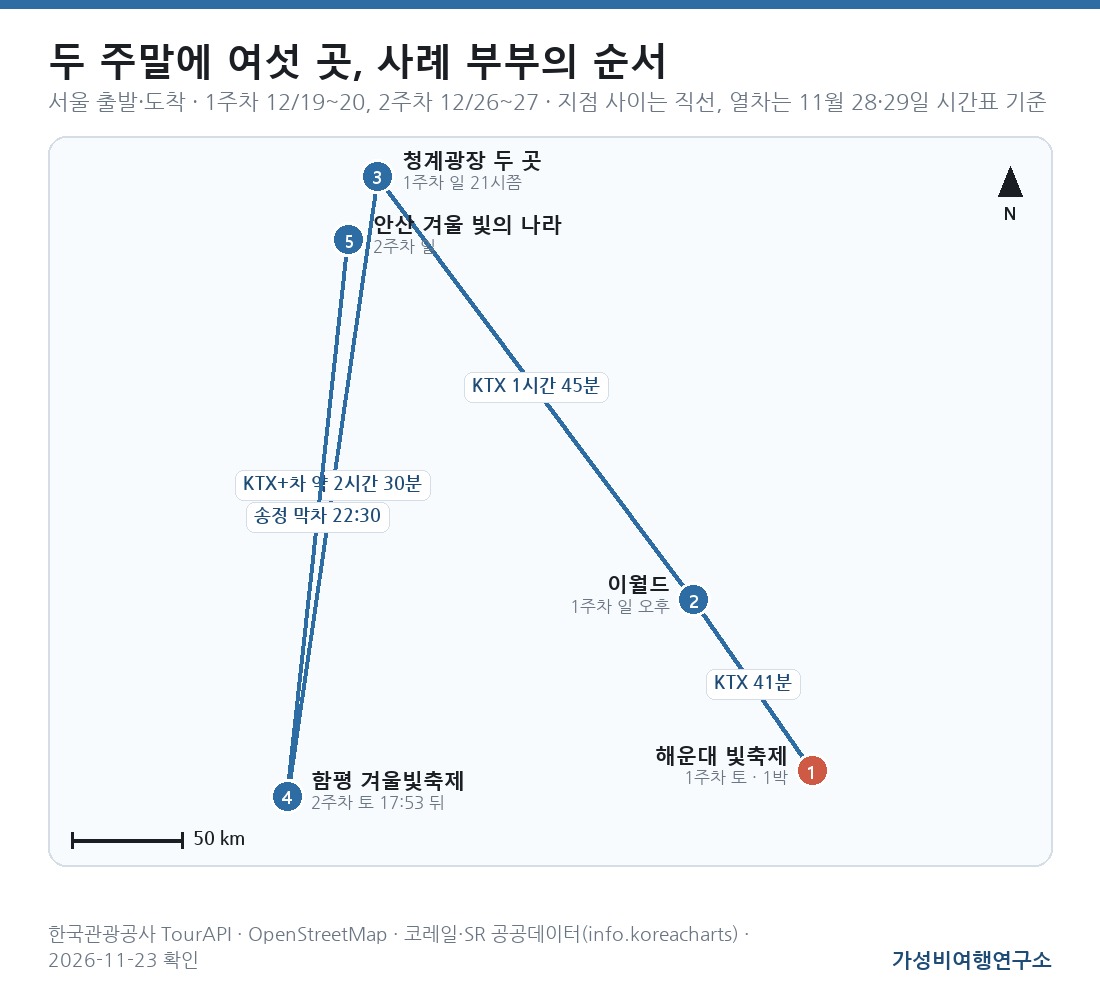 두 주말에 여섯 곳, 사례 부부의 순서
서울 출발·도착 · 1주차 12/19~20, 2주차 12/26~27 · 지점 사이는 직선, 열차는 11월 28·29일 시간표 기준
3
청계광장 두 곳
1주차 일 21시쯤
N
5
안산 겨울 빛의 나라
2주차 일
KTX 1시간 45분
KTX+차 약 2시간 30분
송정 막차 22:30
이월드
1주차 일 오후
2
KTX 41분
해운대 빛축제
1주차 토 · 1박
1
4
함평 겨울빛축제
2주차 토 17:53 뒤
50 km
한국관광공사 TourAPI · OpenStreetMap · 코레일·SR 공공데이터(info.koreacharts) ·
2026-11-23 확인
가성비여행연구소